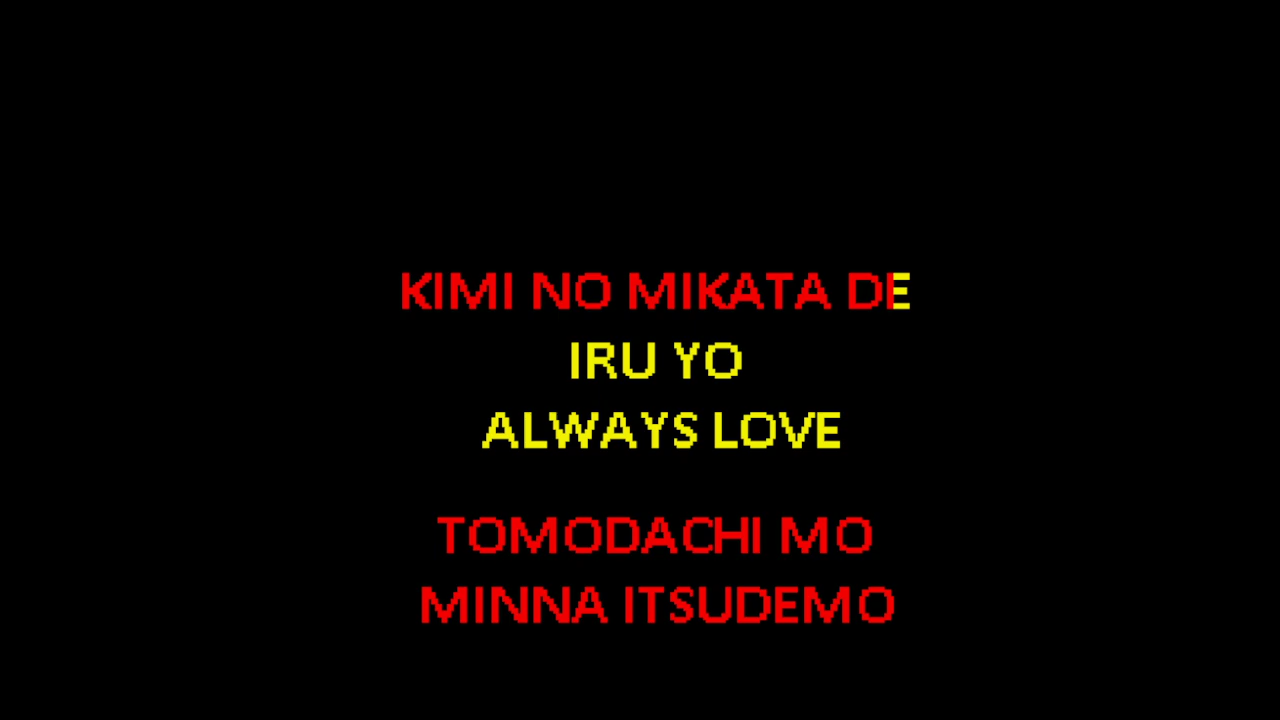 KIMI NO MIKATA DE
IRU YO
ALWAYS LOVE
TOMODACHI MO
MINNA ITSUDEMO